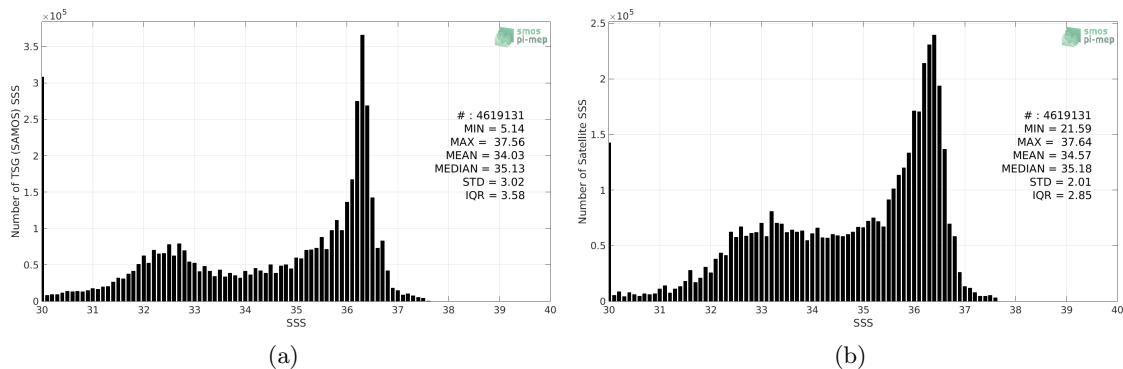 ×10⁵
3.5
3
2.5
2
1.5
1
0.5
0
Number of TSG (SAMOS) SSS
smos
pi-mep
# : 4619131
MIN = 5.14
MAX = 37.56
MEAN = 34.03
MEDIAN = 35.13
STD = 3.02
IQR = 3.58
30 31 32 33 34 35 36 37 38 39 40
SSS
(a)
×10⁵
2.5
2
1.5
1
0.5
0
Number of Satellite SSS
smos
pi-mep
# : 4619131
MIN = 21.59
MAX = 37.64
MEAN = 34.57
MEDIAN = 35.18
STD = 2.01
IQR = 2.85
30 31 32 33 34 35 36 37 38 39 40
SSS
(b)